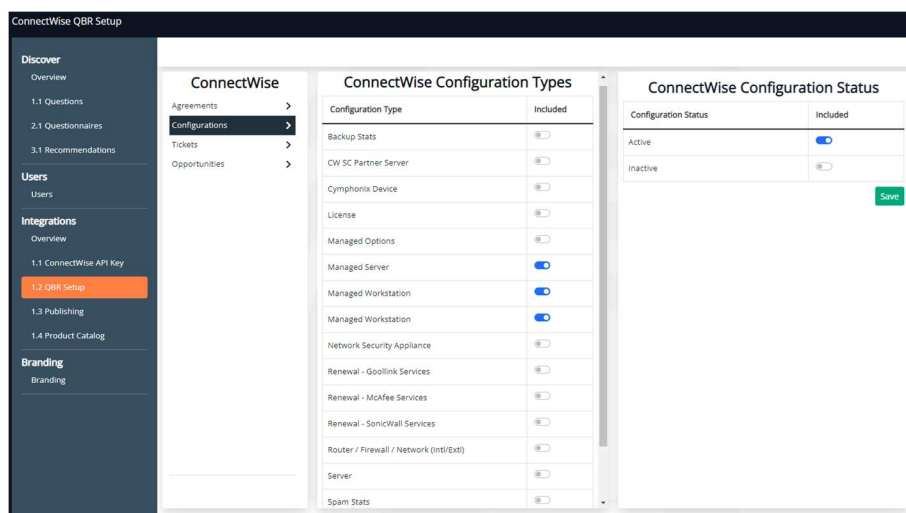 ConnectWise QBR Setup
Discover
Overview
1.1 Questions
2.1 Questionnaires
3.1 Recommendations
Users
Users
Integrations
Overview
1.1 ConnectWise API Key
1.2 QBR Setup
1.3 Publishing
1.4 Product Catalog
Branding
Branding
ConnectWise
Agreements
Configurations
Tickets
Opportunities
ConnectWise Configuration Types
Configuration Type Included
Backup Stats
CW SC Partner Server
Cymphonix Device
License
Managed Options
Managed Server
Managed Workstation
Managed Workstation
Network Security Appliance
Renewal - Goollink Services
Renewal - McAfee Services
Renewal - SonicWall Services
Router / Firewall / Network (Intl/Extl)
Server
Spam Stats
ConnectWise Configuration Status
Configuration Status Included
Active
Inactive
Save